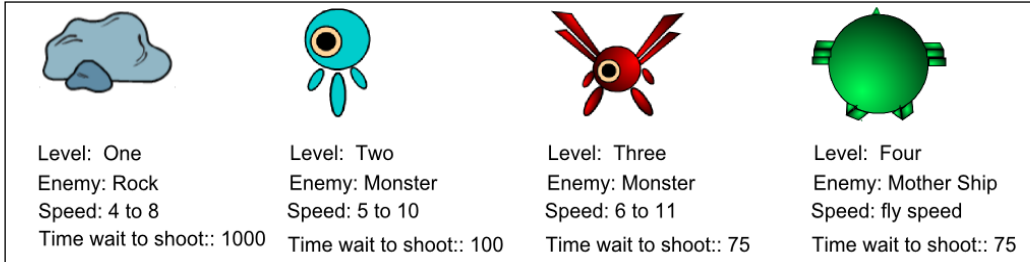 Level: One
Enemy: Rock
Speed: 4 to 8
Time wait to shoot:: 1000
Level: Two
Enemy: Monster
Speed: 5 to 10
Time wait to shoot:: 100
Level: Three
Enemy: Monster
Speed: 6 to 11
Time wait to shoot:: 75
Level: Four
Enemy: Mother Ship
Speed: fly speed
Time wait to shoot:: 75